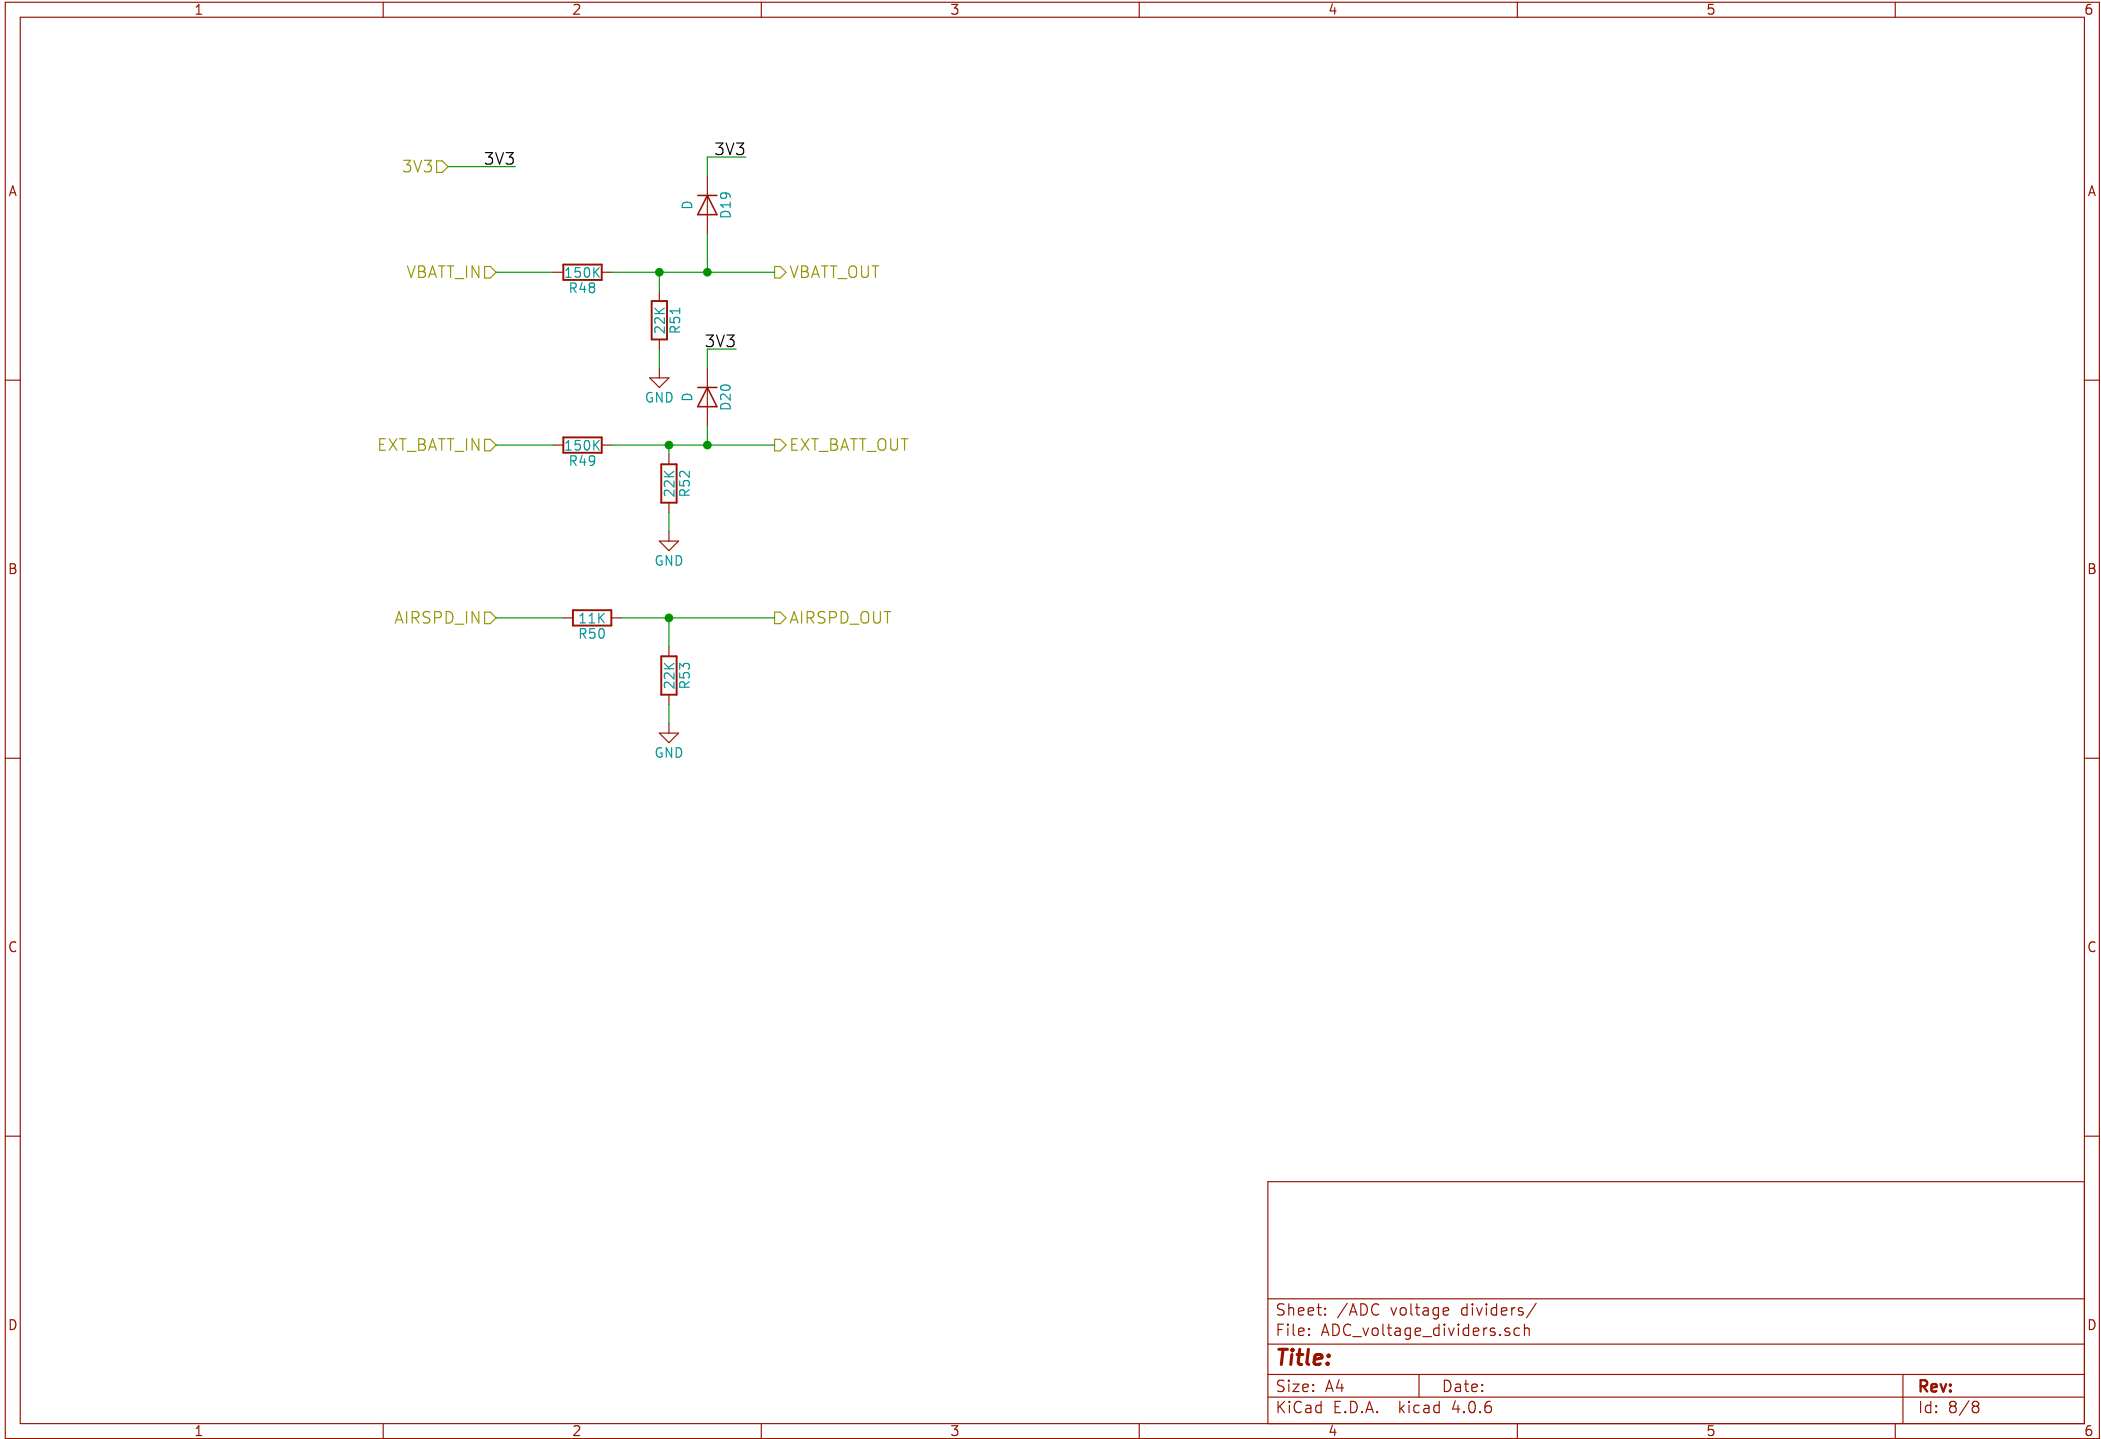 1 2 3 4 5 6
3V3 3V3
3V3
A A
D D19
VBATT_IN 150K VBATT_OUT
R48
22K R51
3V3
GND
D D20
EXT_BATT_IN 150K EXT_BATT_OUT
R49
22K R52
GND
B B
AIRSPD_IN 11K AIRSPD_OUT
R50
22K R53
GND
C C
Sheet: /ADC voltage dividers/
File: ADC_voltage_dividers.sch
D D
Title:
Size: A4 Date: Rev:
KiCad E.D.A. kicad 4.0.6 Id: 8/8
1 2 3 4 5 6